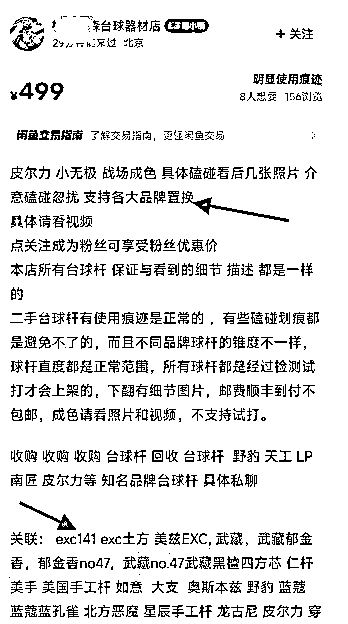 台球器材店
+ 关注
北京
¥499
明显使用痕迹
8人想要 156浏览
闲鱼交易指南 了解交易指南，更懂闲鱼交易
皮尔力 小无极 战场成色 具体磕碰看后几张照片 介
意磕碰勿扰 支持各大品牌置换
具体请看视频
点关注成为粉丝可享受粉丝优惠价
本店所有台球杆 保证与看到的细节 描述 都是一样
的
二手台球杆有使用痕迹是正常的 ，有些磕碰划痕都
是避免不了的，而且不同品牌球杆的锥度不一样，
球杆直度都是正常范围，所有球杆都是经过检测试
打才会上架的，下翻有细节图片，邮费顺丰到付不
包邮，成色请看照片和视频，不支持试打。
收购 收购 收购 台球杆 回收 台球杆 野豹 天工 LP
南匠 皮尔力等 知名品牌台球杆 具体私聊
关联： exc141 exc土方 美兹EXC, 武藏，武藏郁金
香，郁金香no47，武藏no.47武藏黑檀四方芯 仁杆
美手 美国手工杆 如意 大支 奥斯本兹 野豹 蓝蔻
蓝蔻蓝孔雀 北方恶魔 星辰手工杆 龙古尼 皮尔力 穿